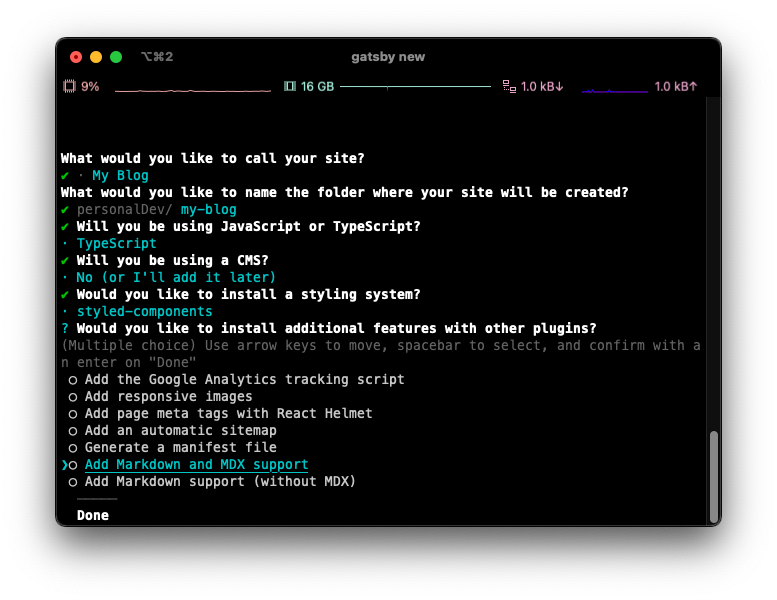 ⌥⌘2 gatsby new
9% 16 GB 1.0 kB↓ 1.0 kB↑
What would you like to call your site?
✔ · My Blog
What would you like to name the folder where your site will be created?
✔ personalDev/ my-blog
✔ Will you be using JavaScript or TypeScript?
· TypeScript
✔ Will you be using a CMS?
· No (or I'll add it later)
✔ Would you like to install a styling system?
· styled-components
? Would you like to install additional features with other plugins?
(Multiple choice) Use arrow keys to move, spacebar to select, and confirm with a
n enter on "Done"
○ Add the Google Analytics tracking script
○ Add responsive images
○ Add page meta tags with React Helmet
○ Add an automatic sitemap
○ Generate a manifest file
❯○ Add Markdown and MDX support
○ Add Markdown support (without MDX)
─────
Done